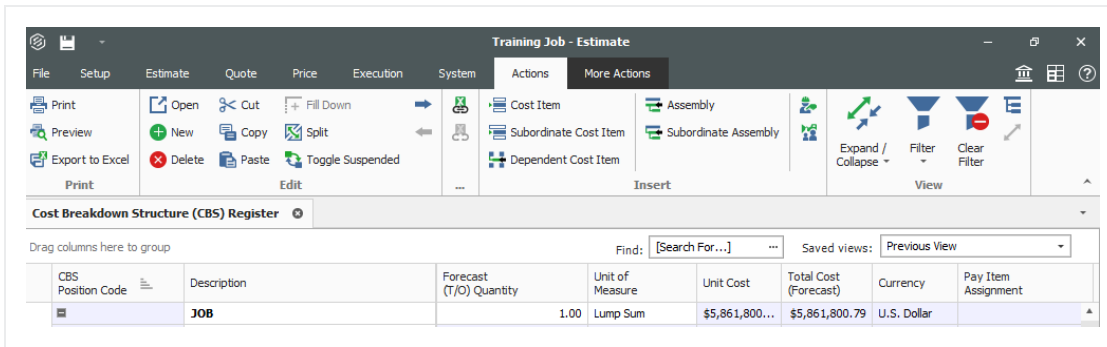 Training Job - Estimate
File Setup Estimate Quote Price Execution System Actions More Actions
Print Open Cut Fill Down Cost Item Assembly
Preview New Copy Split Subordinate Cost Item Subordinate Assembly
Export to Excel Delete Paste Toggle Suspended Dependent Cost Item
Expand / Filter Clear
Collapse Filter
Print Edit ... Insert View
Cost Breakdown Structure (CBS) Register
Drag columns here to group Find: [Search For...] ... Saved views: Previous View
CBS Description Forecast Unit of Unit Cost Total Cost Currency Pay Item
Position Code (T/O) Quantity Measure (Forecast) Assignment
JOB 1.00 Lump Sum $5,861,800... $5,861,800.79 U.S. Dollar